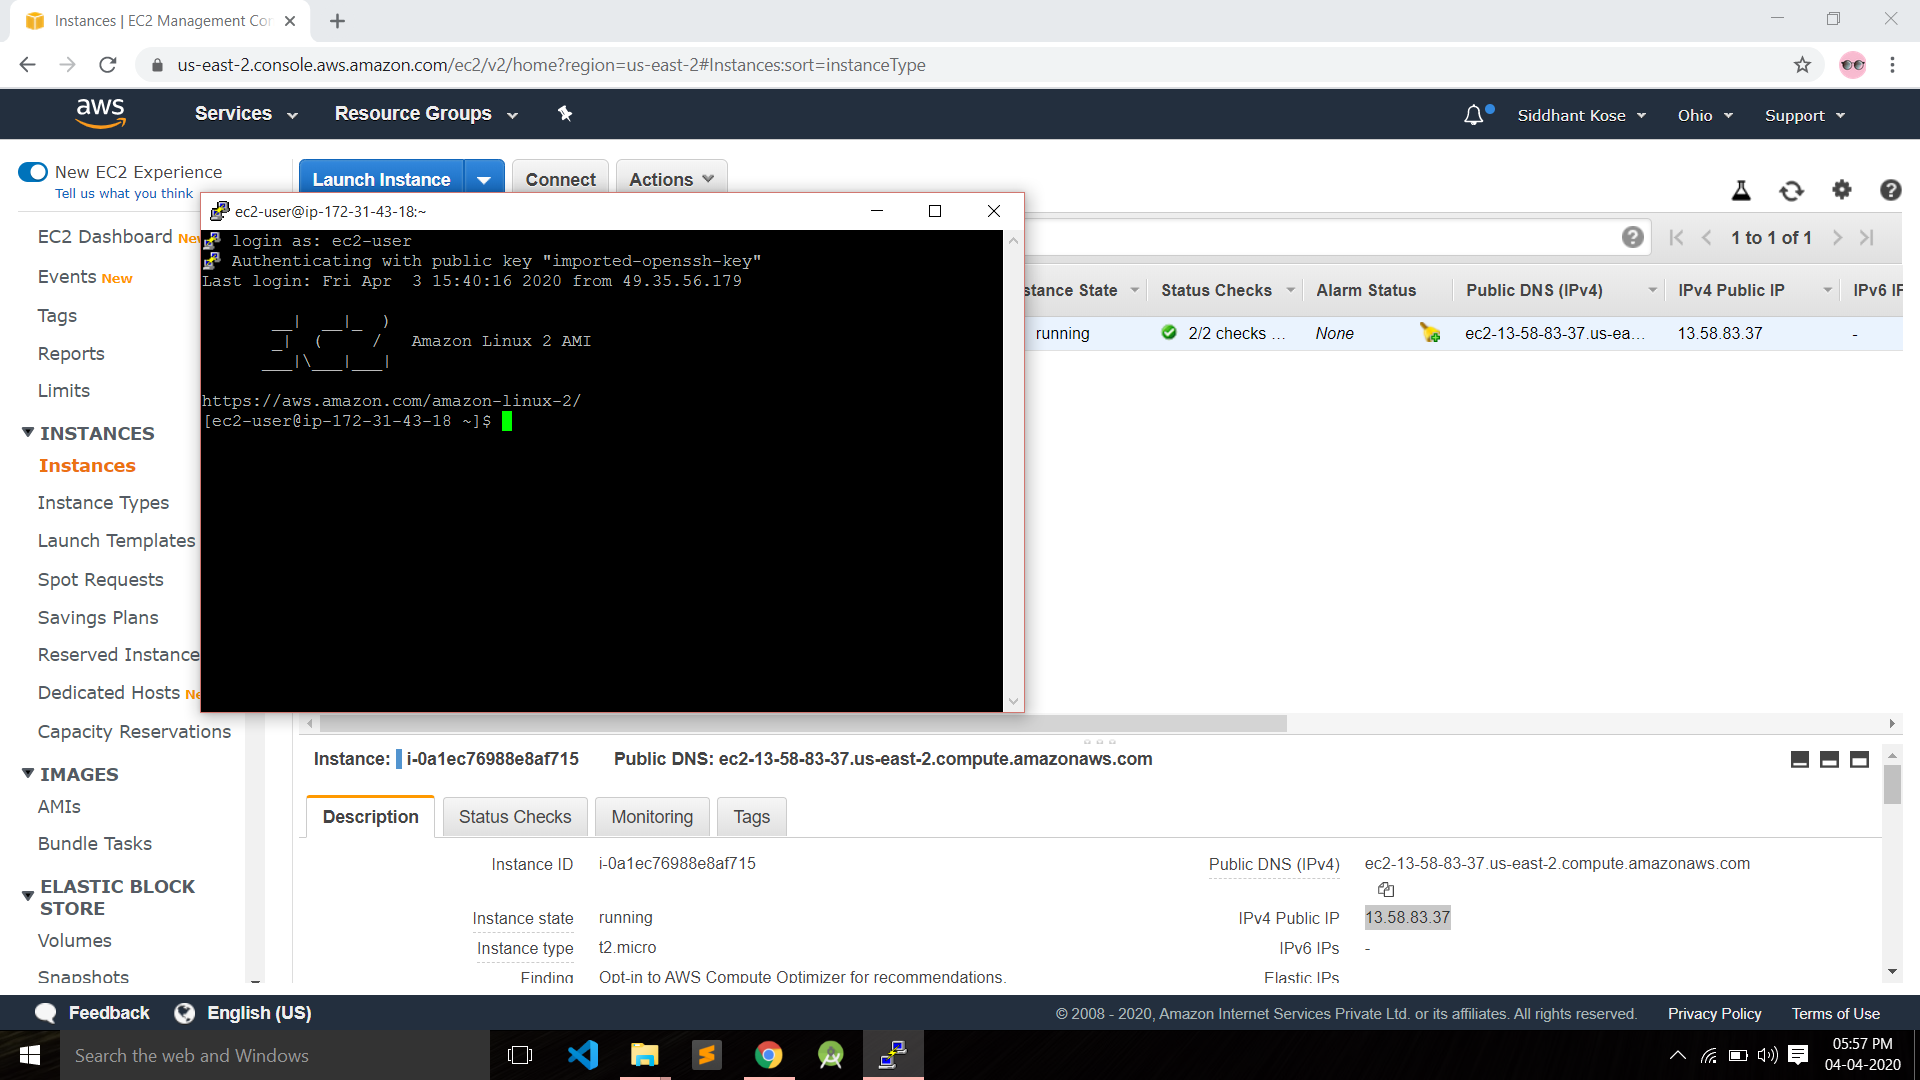 Instances | EC2 Management Con
us-east-2.console.aws.amazon.com/ec2/v2/home?region=us-east-2#Instances:sort=instanceType
aws
Services
Resource Groups
Siddhant Kose
Ohio
Support
New EC2 Experience
Tell us what you think
Launch Instance
Connect
Actions
EC2 Dashboard New
Events New
Tags
Reports
Limits
INSTANCES
Instances
Instance Types
Launch Templates
Spot Requests
Savings Plans
Reserved Instance
Dedicated Hosts Ne
Capacity Reservations
IMAGES
AMIs
Bundle Tasks
ELASTIC BLOCK
STORE
Volumes
Snapshots
ec2-user@ip-172-31-43-18:~
login as: ec2-user
Authenticating with public key "imported-openssh-key"
Last login: Fri Apr  3 15:40:16 2020 from 49.35.56.179
       __|  __|_  )
       _|  (     /   Amazon Linux 2 AMI
      ___|\___|___|
https://aws.amazon.com/amazon-linux-2/
[ec2-user@ip-172-31-43-18 ~]$
1 to 1 of 1
stance State
Status Checks
Alarm Status
Public DNS (IPv4)
IPv4 Public IP
IPv6 IF
running
2/2 checks ...
None
ec2-13-58-83-37.us-ea...
13.58.83.37
-
Instance: i-0a1ec76988e8af715
Public DNS: ec2-13-58-83-37.us-east-2.compute.amazonaws.com
Description
Status Checks
Monitoring
Tags
Instance ID
i-0a1ec76988e8af715
Public DNS (IPv4)
ec2-13-58-83-37.us-east-2.compute.amazonaws.com
Instance state
running
IPv4 Public IP
13.58.83.37
Instance type
t2.micro
IPv6 IPs
-
Finding
Opt-in to AWS Compute Optimizer for recommendations.
Elastic IPs
Feedback
English (US)
© 2008 - 2020, Amazon Internet Services Private Ltd. or its affiliates. All rights reserved.
Privacy Policy
Terms of Use
Search the web and Windows
05:57 PM
04-04-2020